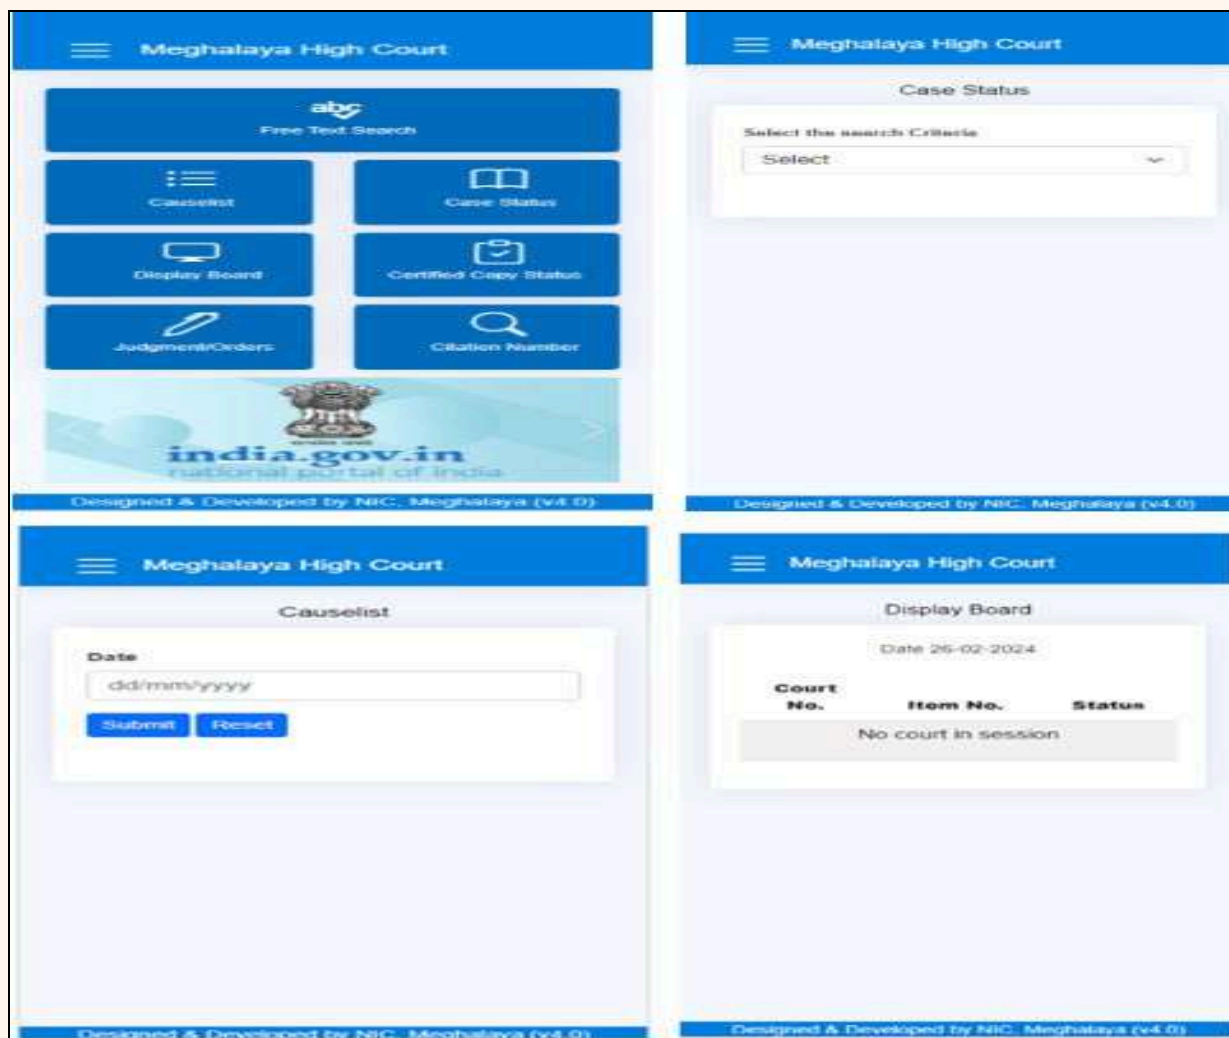 Meghalaya High Court
abc
Free Text Search
Causelist
Case Status
Display Board
Certified Copy Status
Judgment/Orders
Citation Number
india.gov.in
national portal of india
Designed & Developed by NIC, Meghalaya (v4.0)
Meghalaya High Court
Case Status
Select the search Criteria
Select
Designed & Developed by NIC, Meghalaya (v4.0)
Meghalaya High Court
Causelist
Date
dd/mm/yyyy
Submit Reset
Designed & Developed by NIC, Meghalaya (v4.0)
Meghalaya High Court
Display Board
Date 26-02-2024
Court
No. Item No. Status
No court in session
Designed & Developed by NIC, Meghalaya (v4.0)